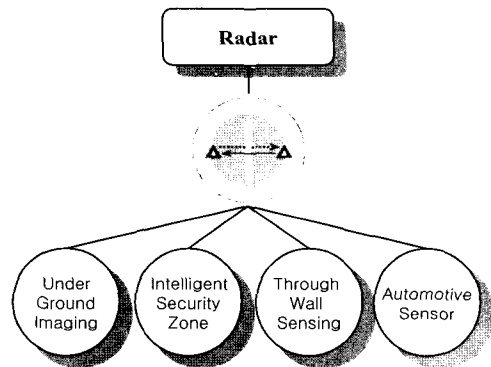 Radar
Under
Ground
Imaging
Intelligent
Security
Zone
Through
Wall
Sensing
Automotive
Sensor